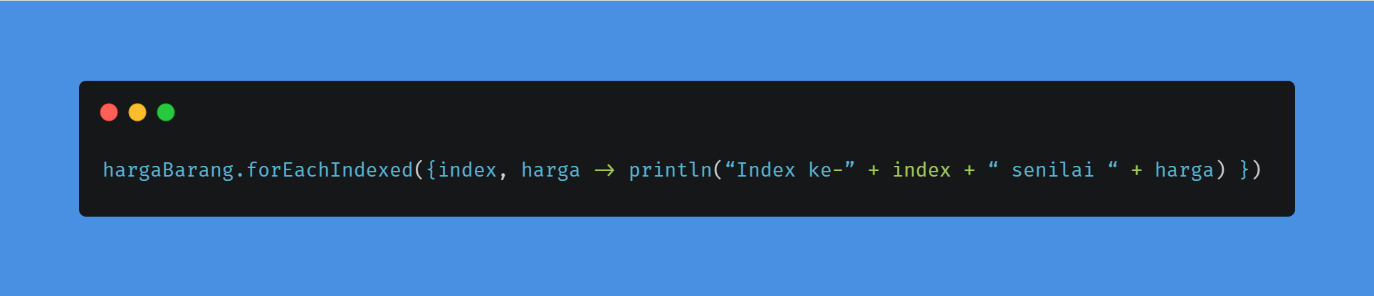 hargaBarang.forEachIndexed({index, harga -> println(“Index ke-” + index + “ senilai “ + harga) })